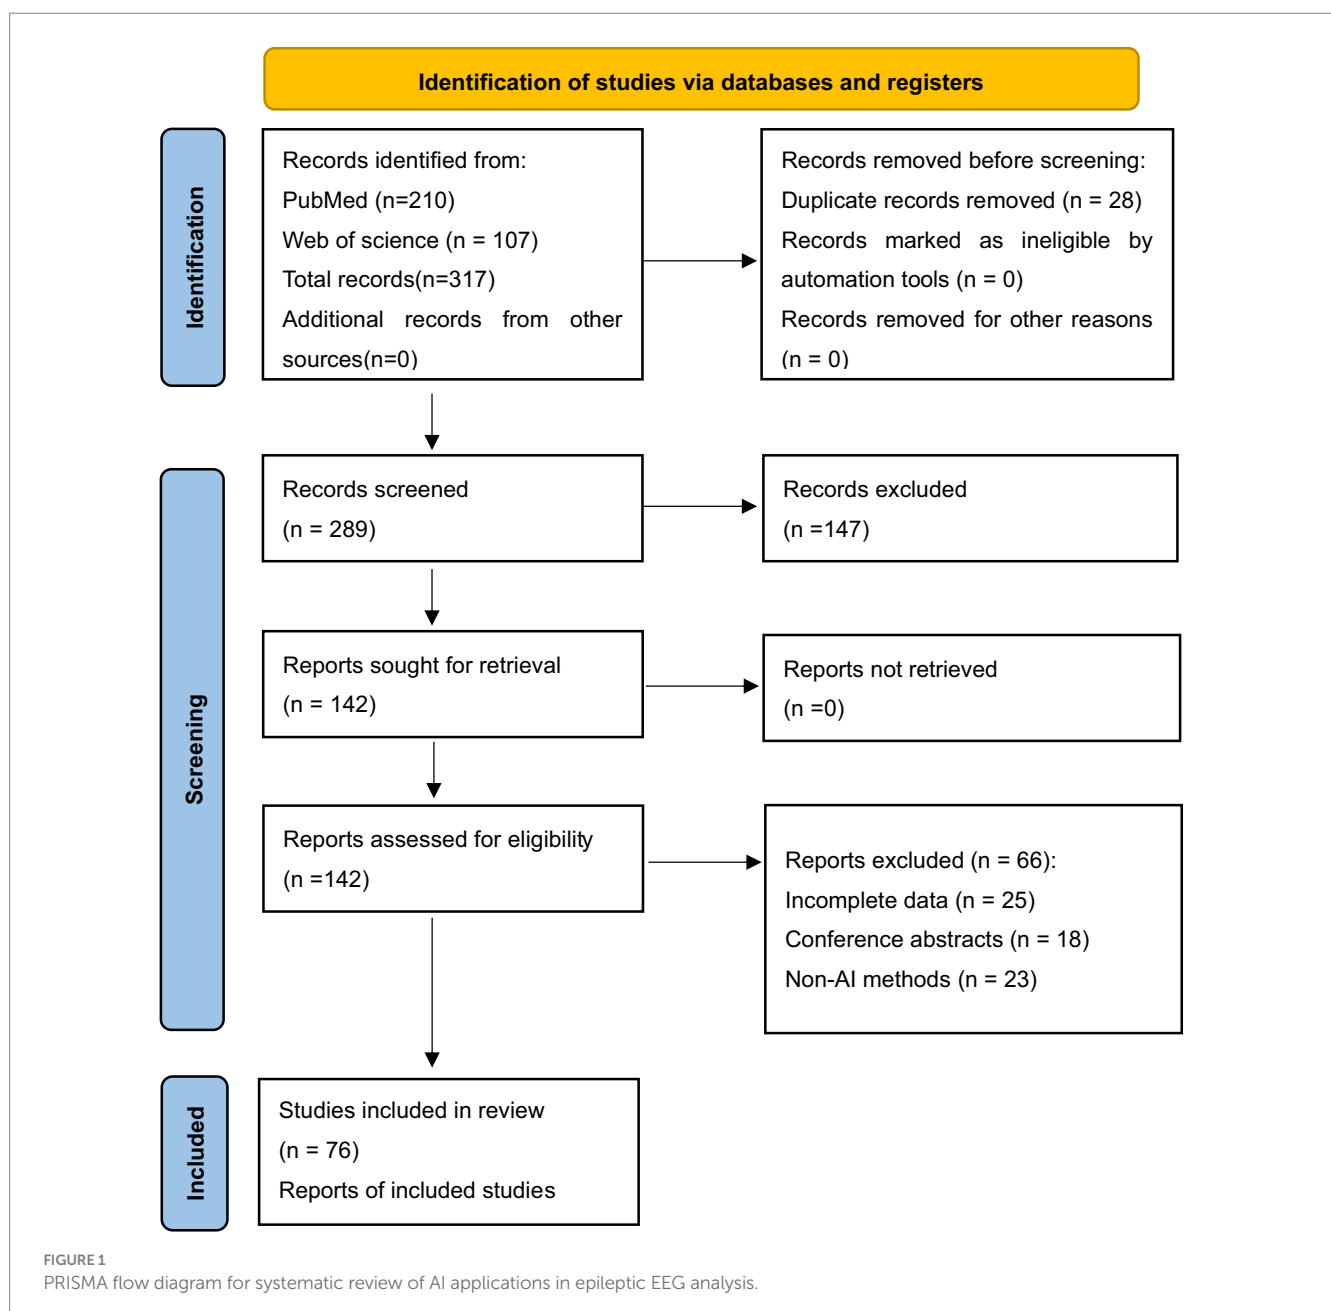 Identification of studies via databases and registers
Identification
Records identified from:
PubMed (n=210)
Web of science (n = 107)
Total records(n=317)
Additional records from other
sources(n=0)
Records removed before screening:
Duplicate records removed (n = 28)
Records marked as ineligible by
automation tools (n = 0)
Records removed for other reasons
(n = 0)
Screening
Records screened
(n = 289)
Records excluded
(n =147)
Reports sought for retrieval
(n = 142)
Reports not retrieved
(n =0)
Reports assessed for eligibility
(n =142)
Reports excluded (n = 66):
Incomplete data (n = 25)
Conference abstracts (n = 18)
Non-AI methods (n = 23)
Included
Studies included in review
(n = 76)
Reports of included studies
FIGURE 1
PRISMA flow diagram for systematic review of AI applications in epileptic EEG analysis.